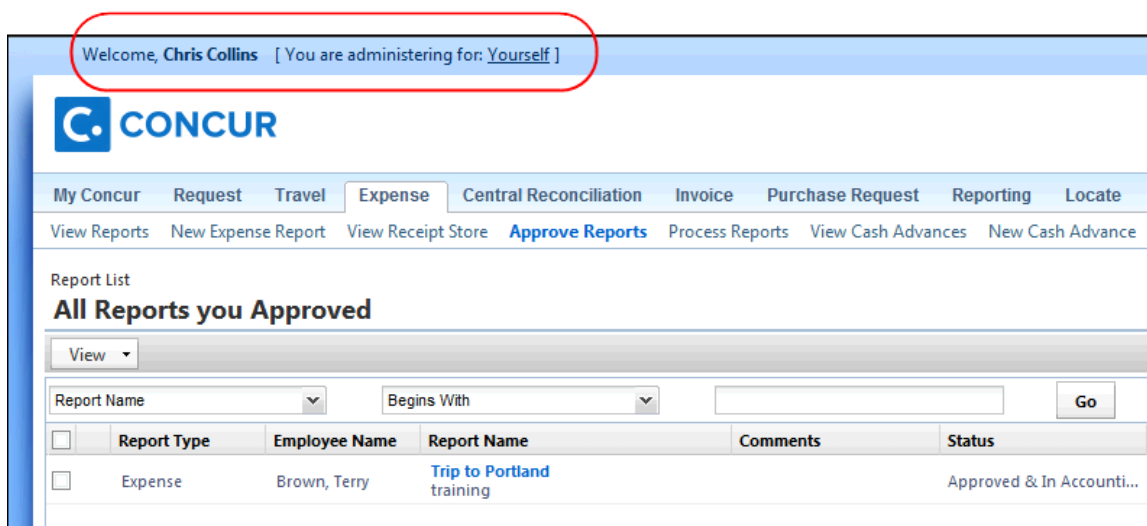 Welcome, Chris Collins [ You are administering for: Yourself ]
C. CONCUR
My Concur Request Travel Expense Central Reconciliation Invoice Purchase Request Reporting Locate
View Reports New Expense Report View Receipt Store Approve Reports Process Reports View Cash Advances New Cash Advance
Report List
All Reports you Approved
View
Report Name Begins With Go
Report Type Employee Name Report Name Comments Status
Expense Brown, Terry Trip to Portland Approved & In Accounti...
training